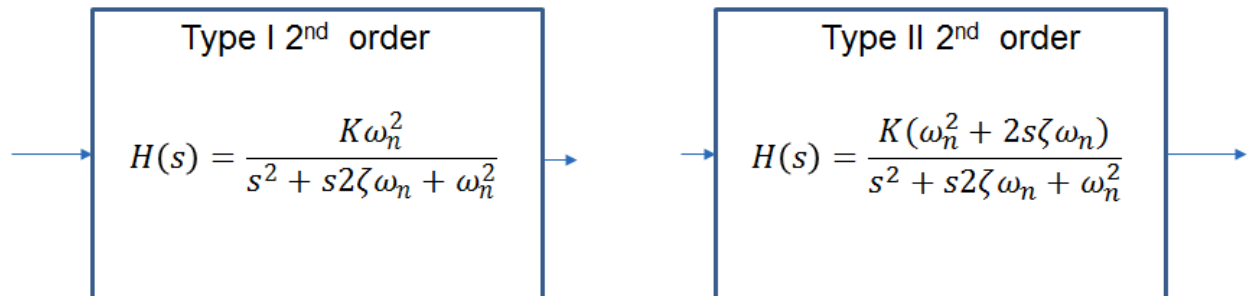 Type I 2nd order
H(s) = Kω_n^2 / (s^2 + s2ζω_n + ω_n^2)
Type II 2nd order
H(s) = K(ω_n^2 + 2sζω_n) / (s^2 + s2ζω_n + ω_n^2)